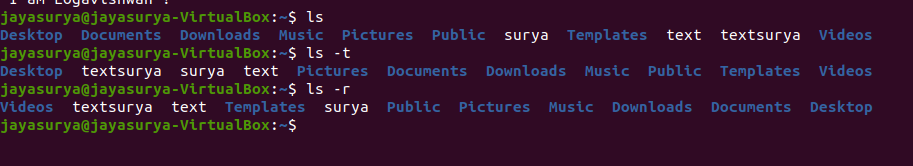 I am Logavishwan !
jayasurya@jayasurya-VirtualBox:~$ ls
Desktop Documents Downloads Music Pictures Public surya Templates text textsurya Videos
jayasurya@jayasurya-VirtualBox:~$ ls -t
Desktop textsurya surya text Pictures Documents Downloads Music Public Templates Videos
jayasurya@jayasurya-VirtualBox:~$ ls -r
Videos textsurya text Templates surya Public Pictures Music Downloads Documents Desktop
jayasurya@jayasurya-VirtualBox:~$